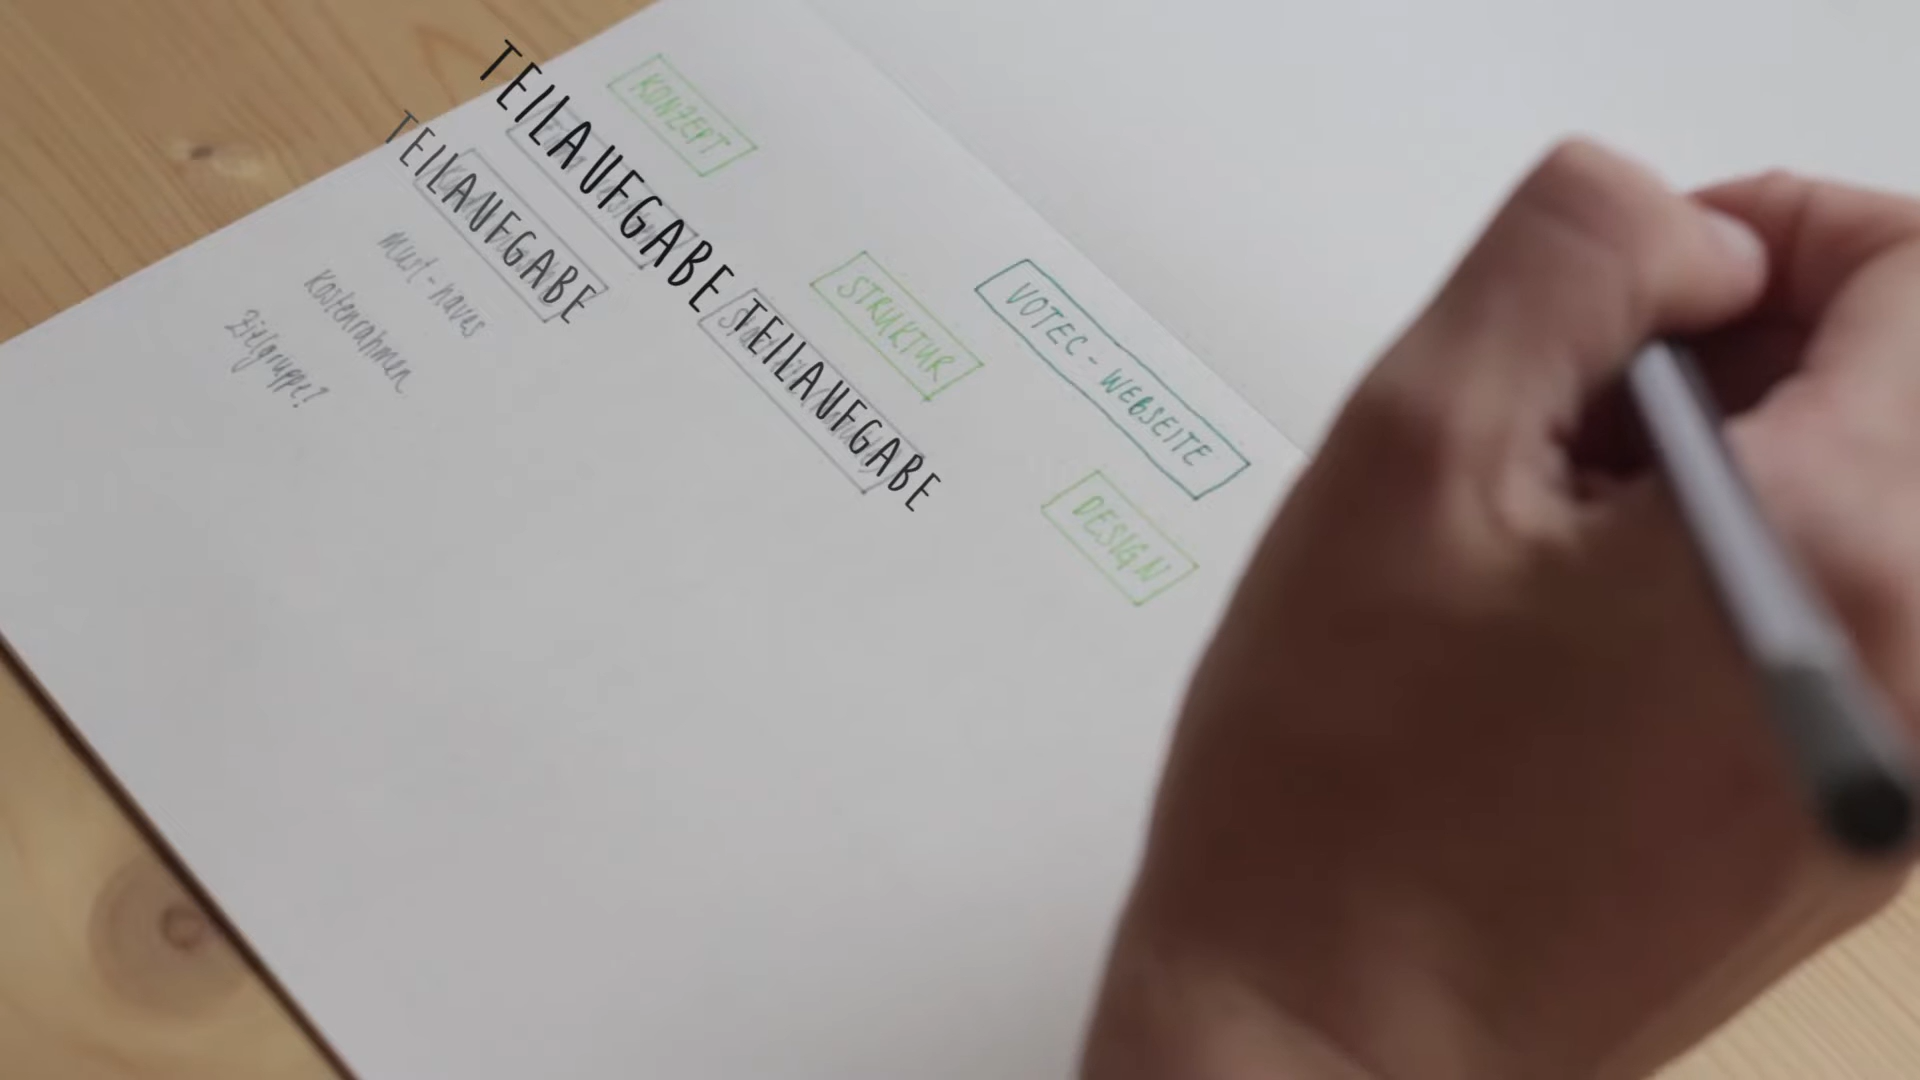 VOTEC-WEBSEITE
KONZEPT
STRUKTUR
DESIGN
TEILAUFGABE
TEILAUFGABE
TEILAUFGABE
Must-haves
Kostenrahmen
Zielgruppe?